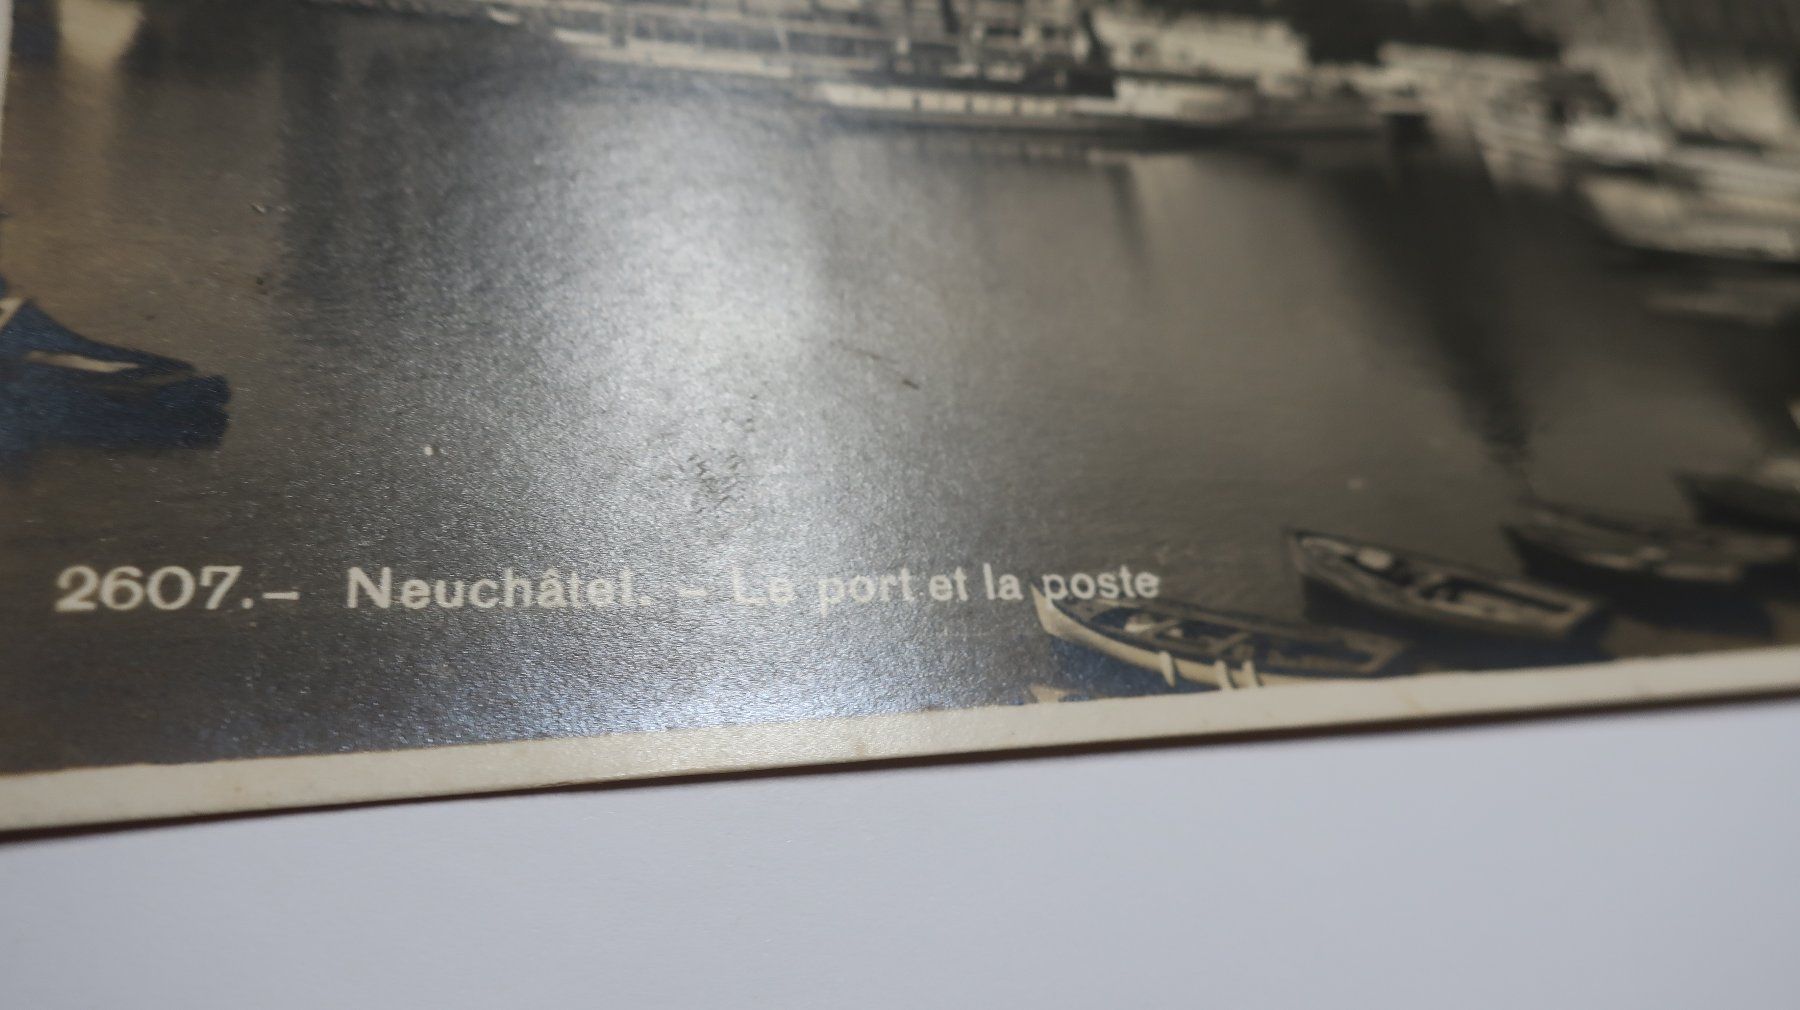 2607.– Neuchâtel. – Le port et la poste